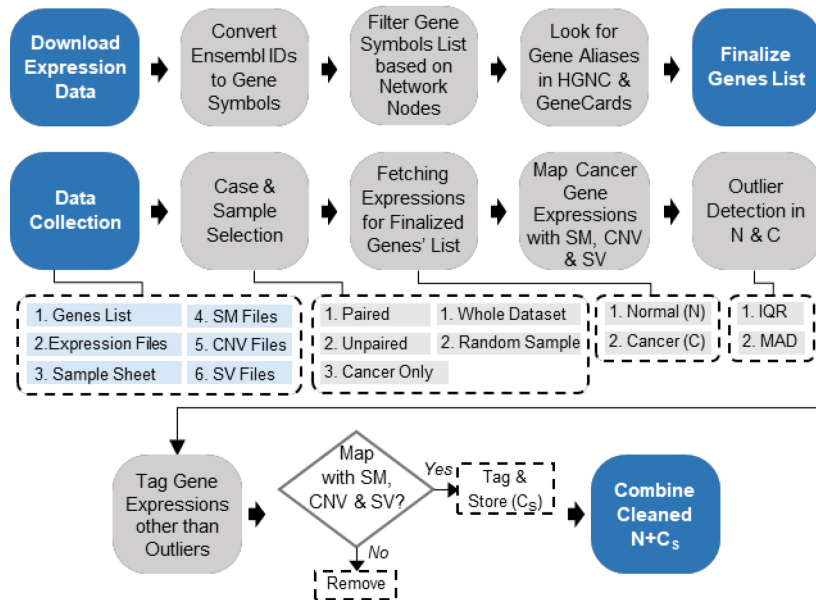 Download
Expression
Data
Convert
Ensembl IDs
to Gene
Symbols
Filter Gene
Symbols List
based on
Network
Nodes
Look for
Gene Aliases
in HGNC &
GeneCards
Finalize
Genes List
Data
Collection
Case &
Sample
Selection
Fetching
Expressions
for Finalized
Genes' List
Map Cancer
Gene
Expressions
with SM, CNV
& SV
Outlier
Detection in
N & C
1. Genes List
2.Expression Files
3. Sample Sheet
4. SM Files
5. CNV Files
6. SV Files
1. Paired
2. Unpaired
3. Cancer Only
1. Whole Dataset
2. Random Sample
1. Normal (N)
2. Cancer (C)
1. IQR
2. MAD
Tag Gene
Expressions
other than
Outliers
Map
with SM,
CNV & SV?
Yes
Tag &
Store (Cs)
No
Remove
Combine
Cleaned
N+Cs